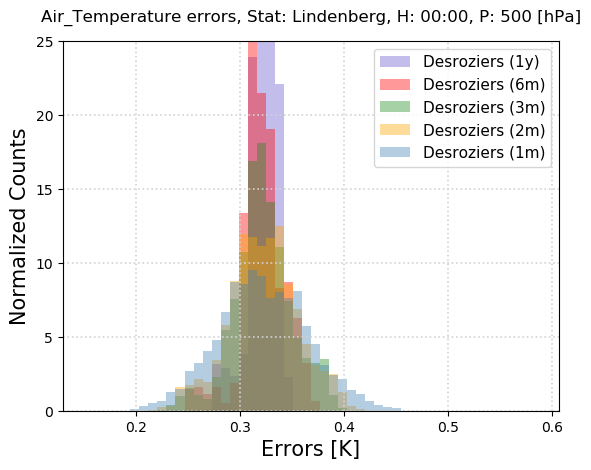 Air_Temperature errors, Stat: Lindenberg, H: 00:00, P: 500 [hPa]
Normalized Counts
25
20
15
10
5
0
Desroziers (1y)
Desroziers (6m)
Desroziers (3m)
Desroziers (2m)
Desroziers (1m)
0.2 0.3 0.4 0.5 0.6
Errors [K]